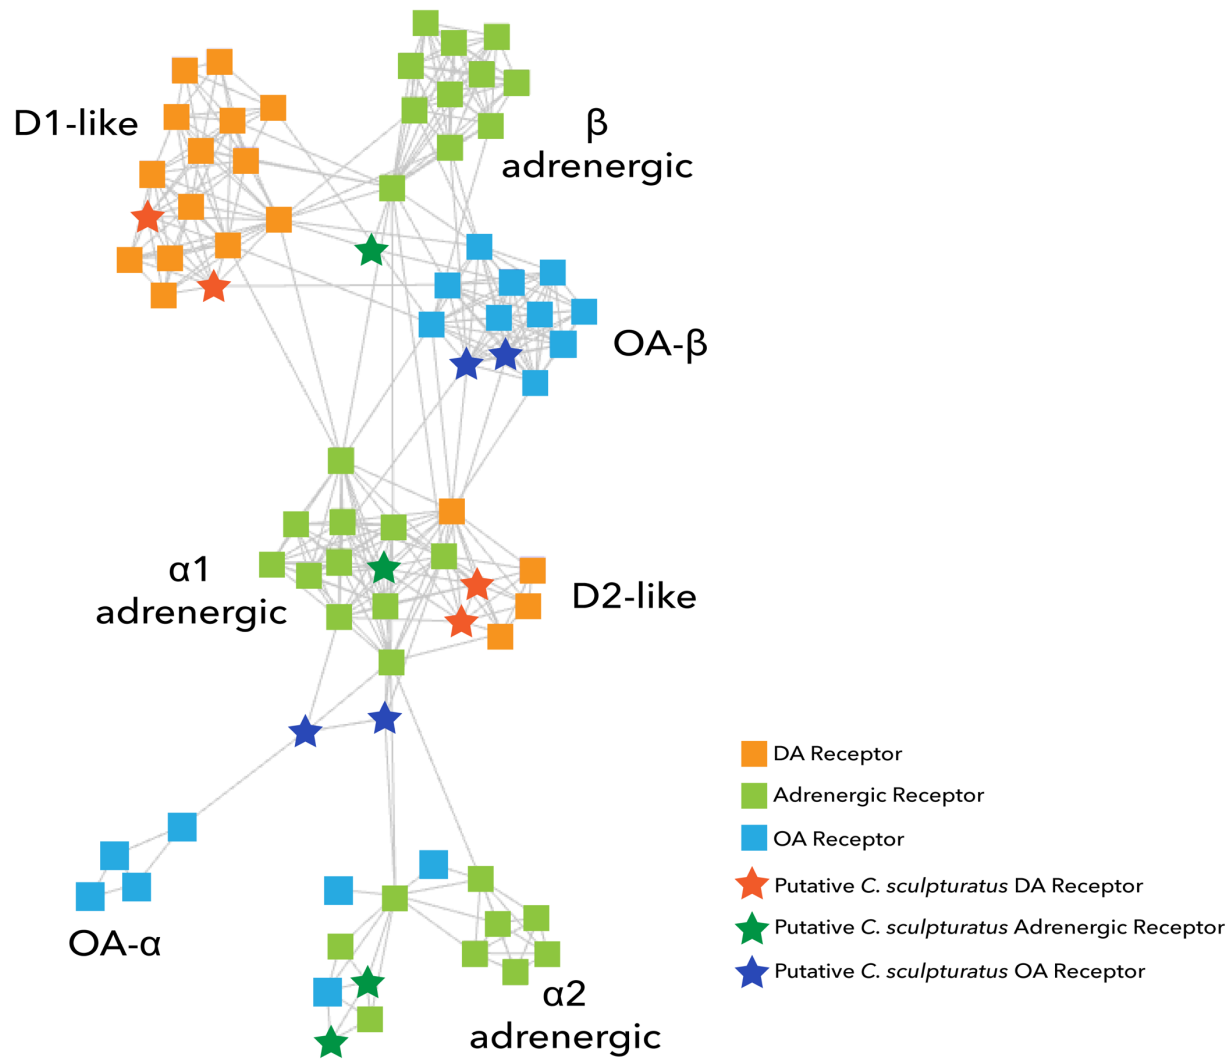 D1-like
β
adrenergic
OA-β
α1
adrenergic
D2-like
OA-α
α2
adrenergic
DA Receptor
Adrenergic Receptor
OA Receptor
Putative C. sculpturatus DA Receptor
Putative C. sculpturatus Adrenergic Receptor
Putative C. sculpturatus OA Receptor